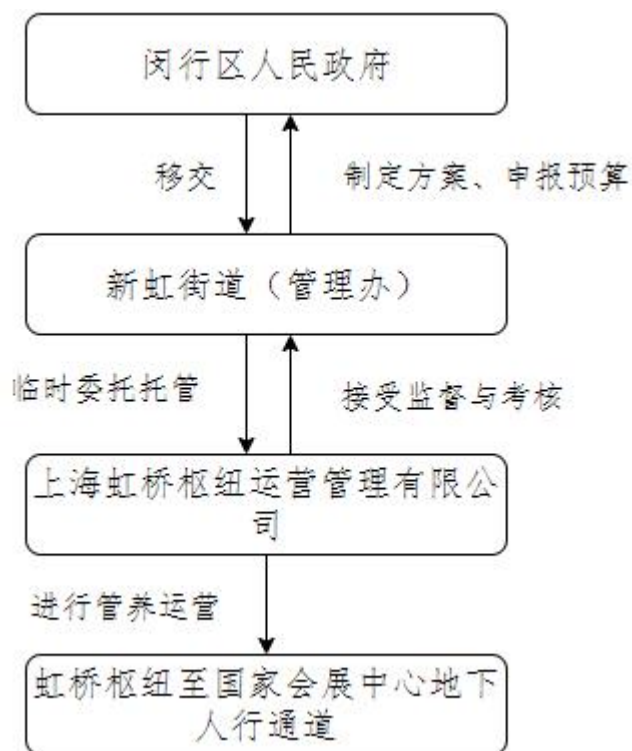 闵行区人民政府
移交
制定方案、申报预算
新虹街道（管理办）
临时委托托管
接受监督与考核
上海虹桥枢纽运营管理有限公
司
进行管养运营
虹桥枢纽至国家会展中心地下
人行通道